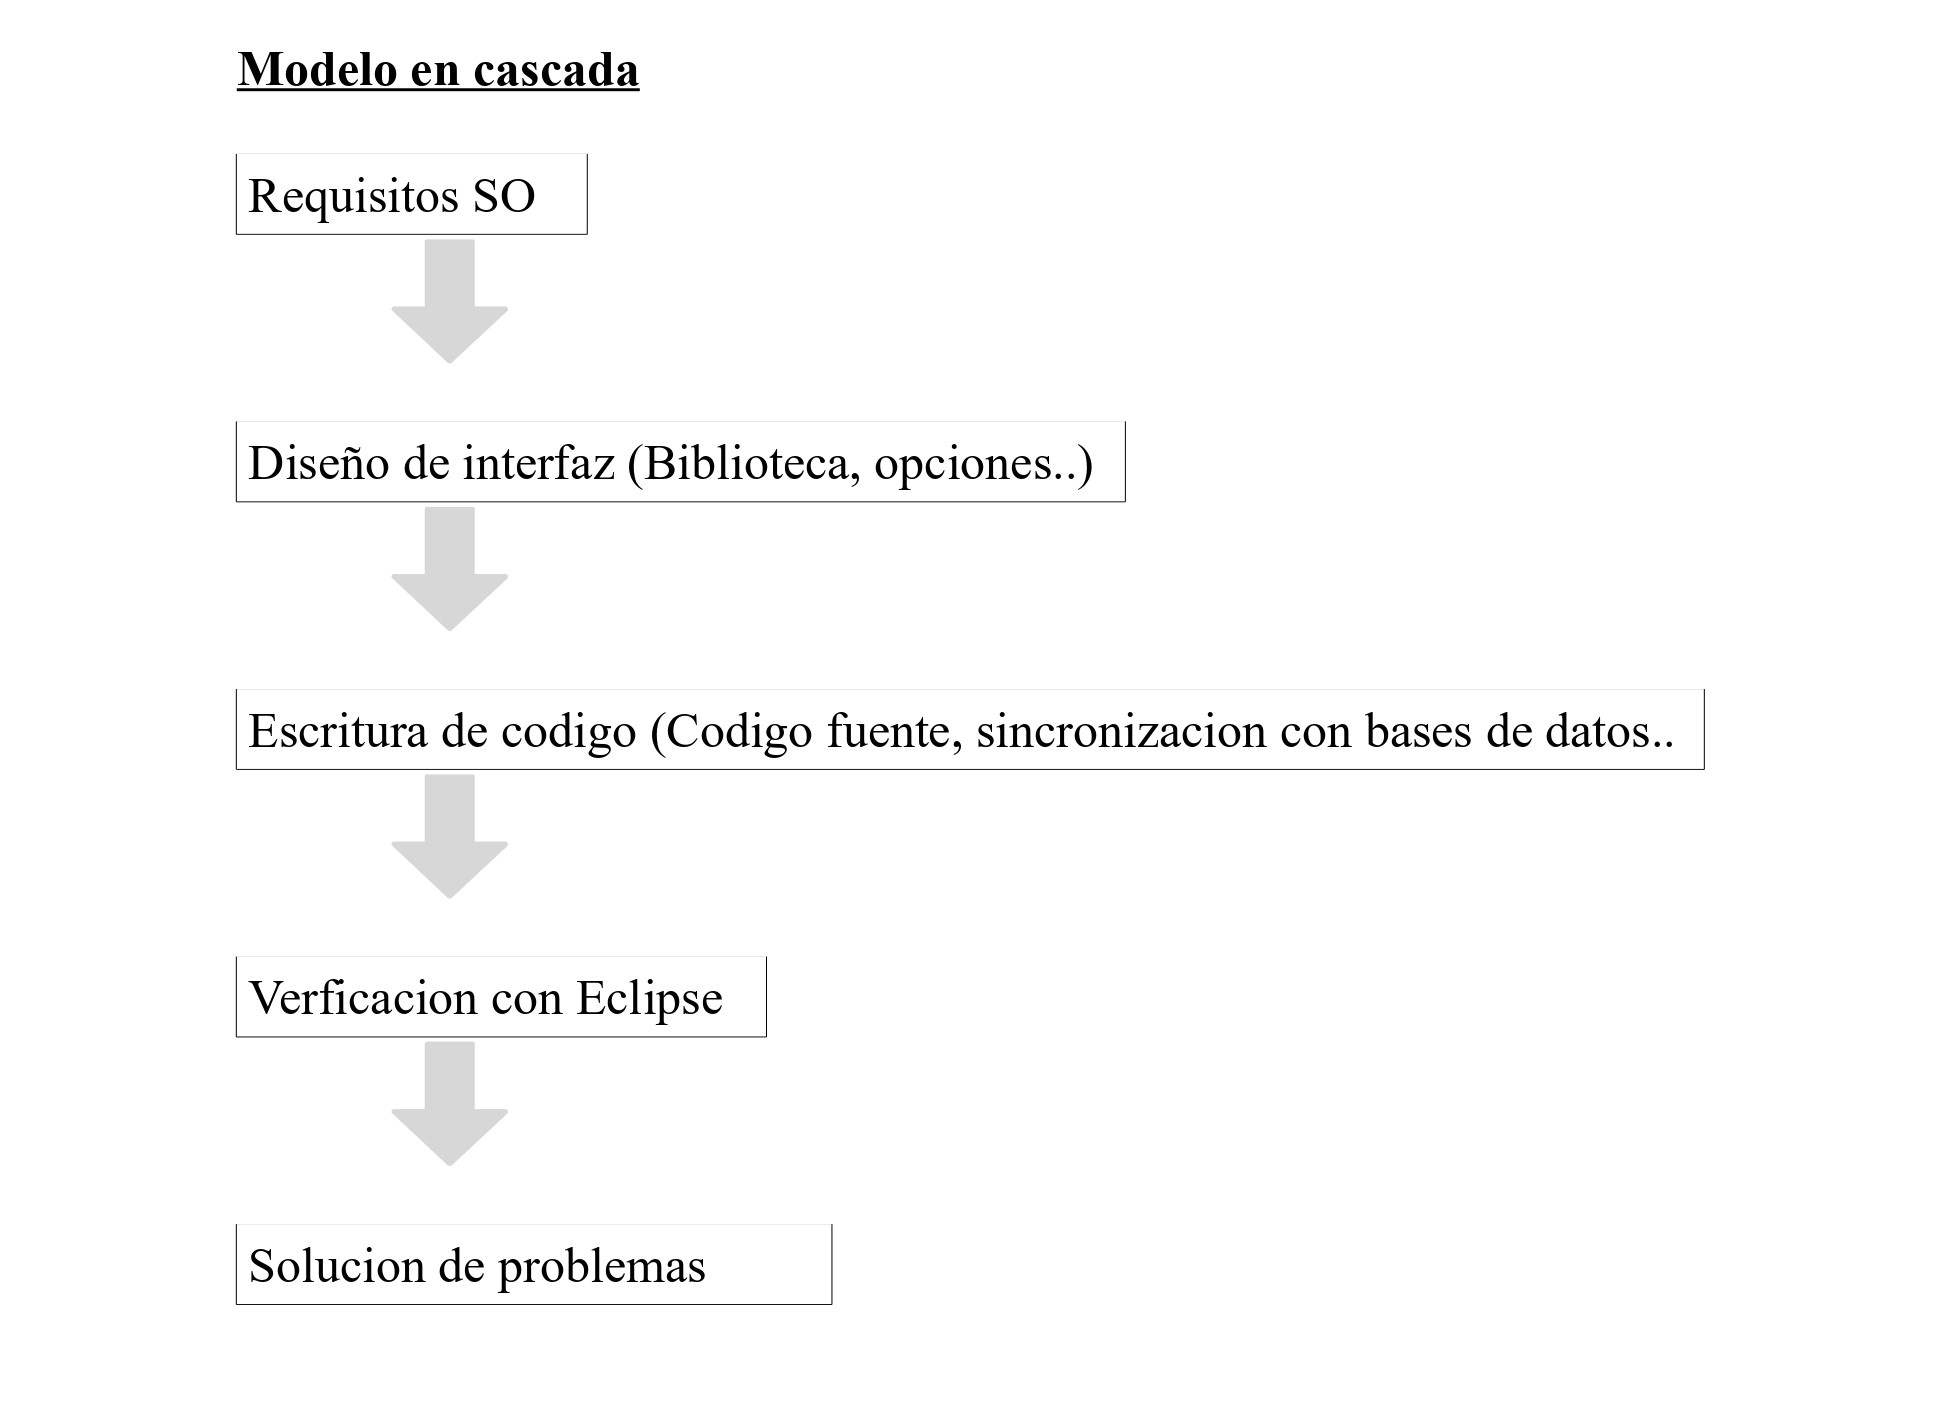 Modelo en cascada
Requisitos SO
Diseño de interfaz (Biblioteca, opciones..)
Escritura de codigo (Codigo fuente, sincronizacion con bases de datos..
Verficacion con Eclipse
Solucion de problemas